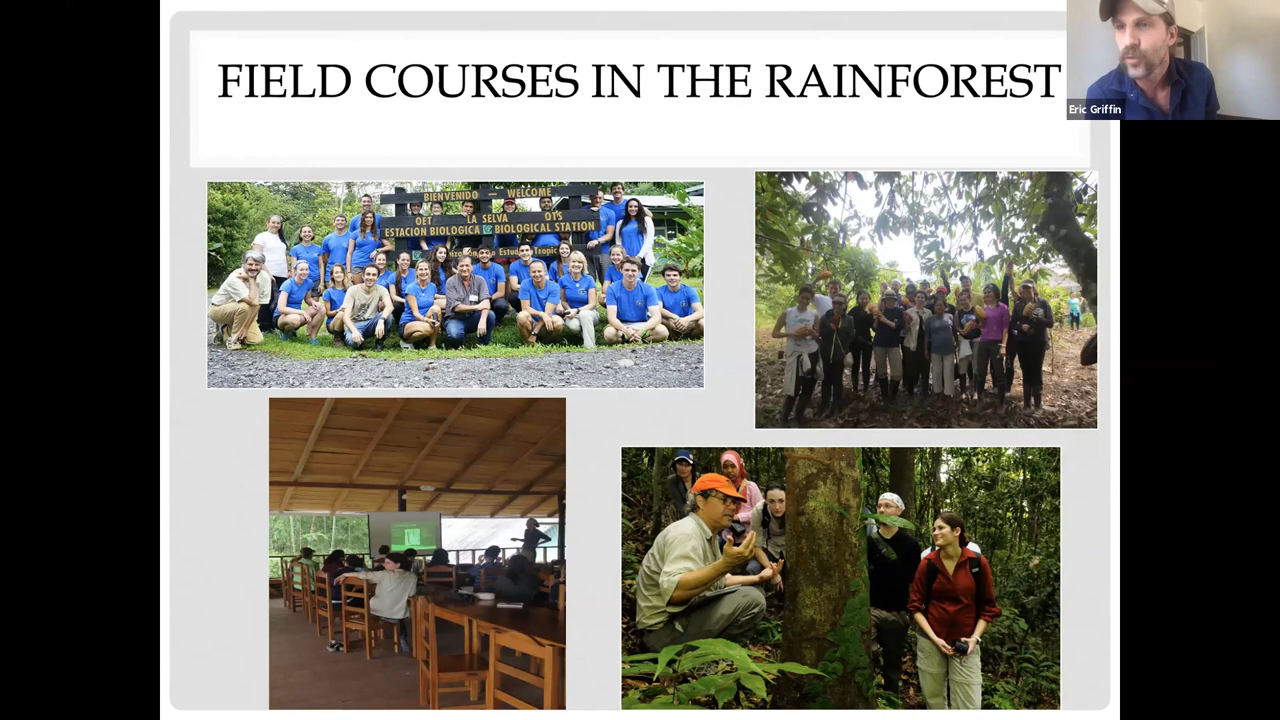 FIELD COURSES IN THE RAINFOREST
Eric Griffin
BIENVENIDO — WELCOME
OET LA SELVA OTS
ESTACION BIOLOGICA BIOLOGICAL STATION